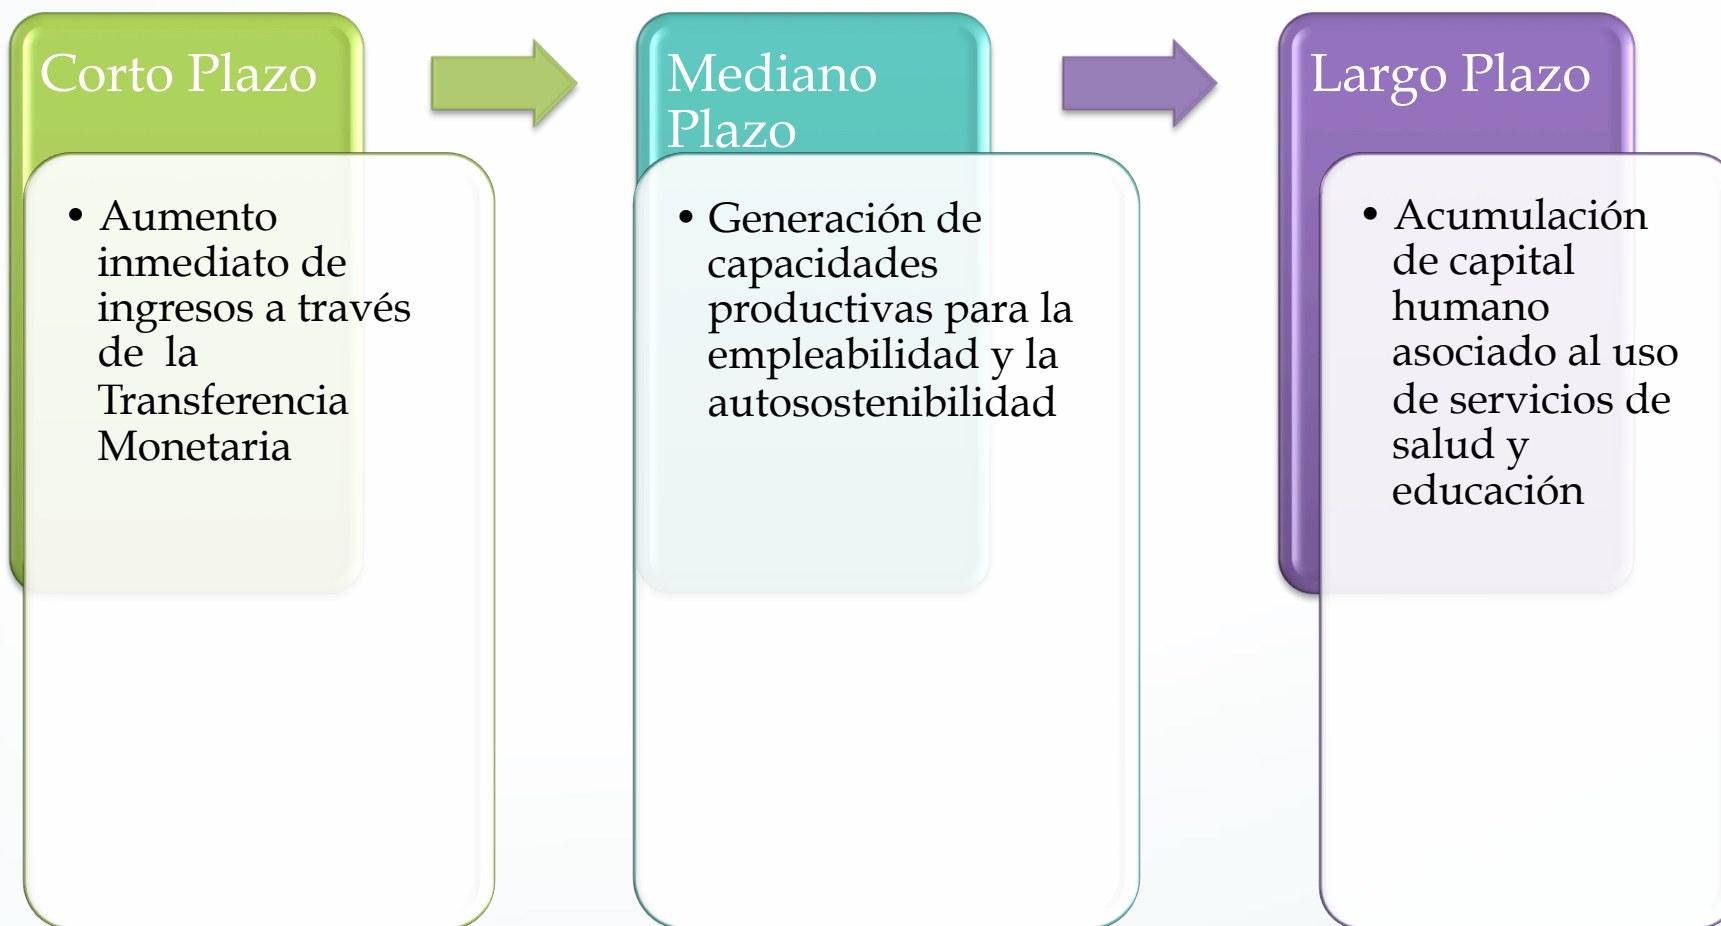 Corto Plazo
• Aumento
inmediato de
ingresos a través
de la
Transferencia
Monetaria
Mediano
Plazo
• Generación de
capacidades
productivas para la
empleabilidad y la
autosostenibilidad
Largo Plazo
• Acumulación
de capital
humano
asociado al uso
de servicios de
salud y
educación